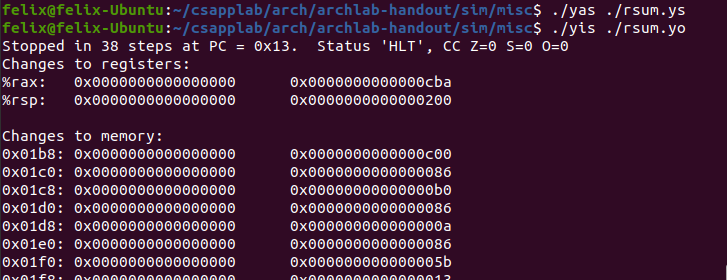 felix@felix-Ubuntu:~/csapplab/arch/archlab-handout/sim/misc$ ./yas ./rsum.ys
felix@felix-Ubuntu:~/csapplab/arch/archlab-handout/sim/misc$ ./yis ./rsum.yo
Stopped in 38 steps at PC = 0x13.  Status 'HLT', CC Z=0 S=0 O=0
Changes to registers:
%rax:   0x0000000000000000      0x0000000000000cba
%rsp:   0x0000000000000000      0x0000000000000200
Changes to memory:
0x01b8: 0x0000000000000000      0x0000000000000c00
0x01c0: 0x0000000000000000      0x0000000000000086
0x01c8: 0x0000000000000000      0x00000000000000b0
0x01d0: 0x0000000000000000      0x0000000000000086
0x01d8: 0x0000000000000000      0x000000000000000a
0x01e0: 0x0000000000000000      0x0000000000000086
0x01f0: 0x0000000000000000      0x000000000000005b
0x01f8: 0x0000000000000000      0x0000000000000013